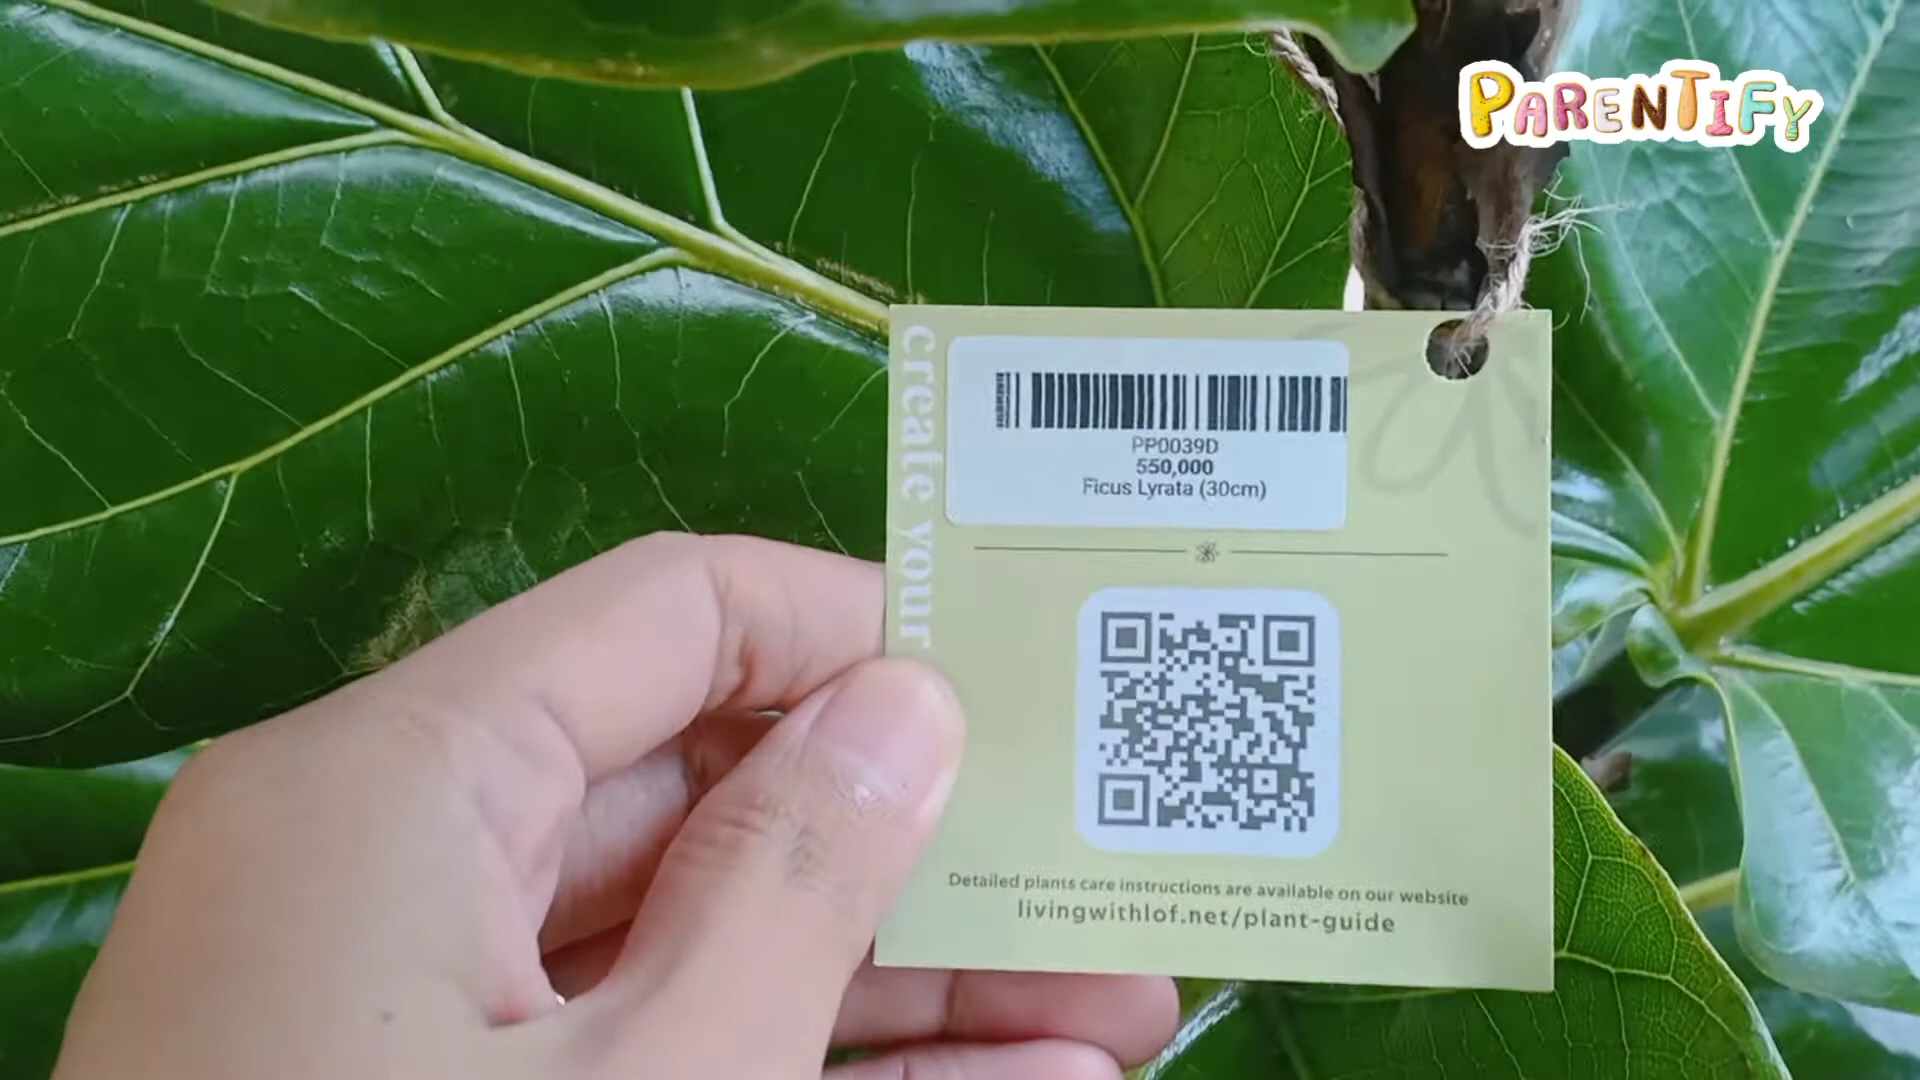 PARENTIFY
create your
PP0039D
550,000
Ficus Lyrata (30cm)
Detailed plants care instructions are available on our website
livingwithlof.net/plant-guide